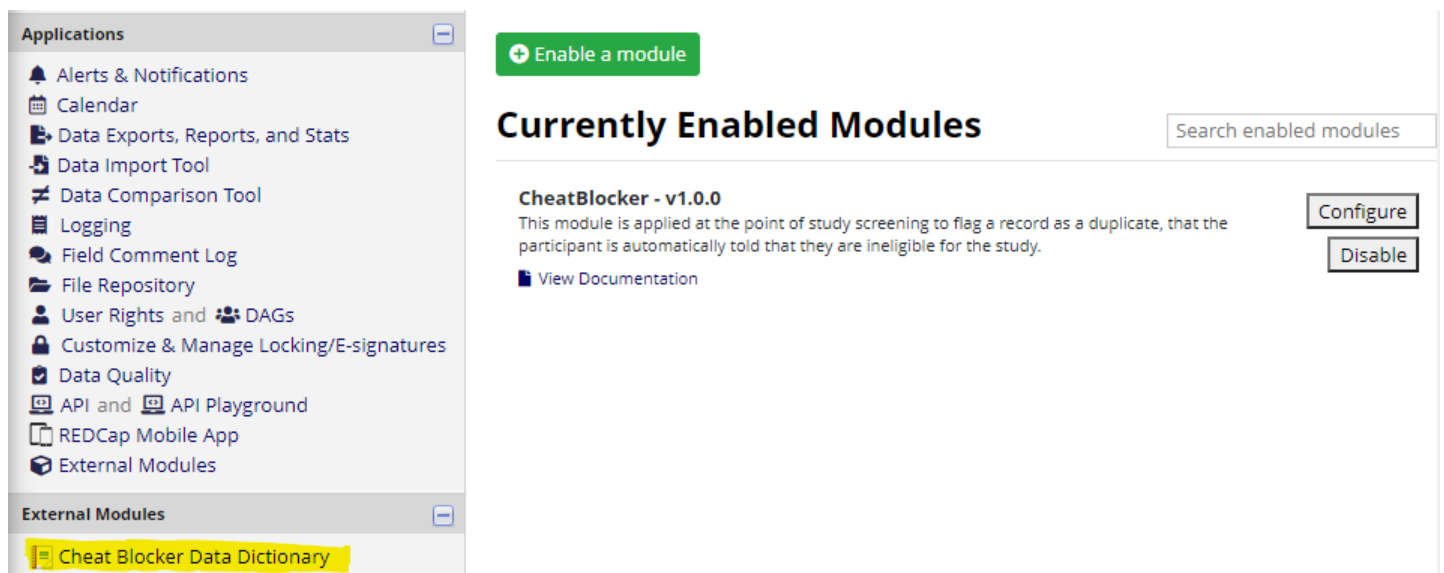 Applications
Alerts & Notifications
Calendar
Data Exports, Reports, and Stats
Data Import Tool
Data Comparison Tool
Logging
Field Comment Log
File Repository
User Rights and DAGs
Customize & Manage Locking/E-signatures
Data Quality
API and API Playground
REDCap Mobile App
External Modules
External Modules
Cheat Blocker Data Dictionary
Enable a module
Currently Enabled Modules
Search enabled modules
CheatBlocker - v1.0.0
This module is applied at the point of study screening to flag a record as a duplicate, that the
participant is automatically told that they are ineligible for the study.
View Documentation
Configure
Disable